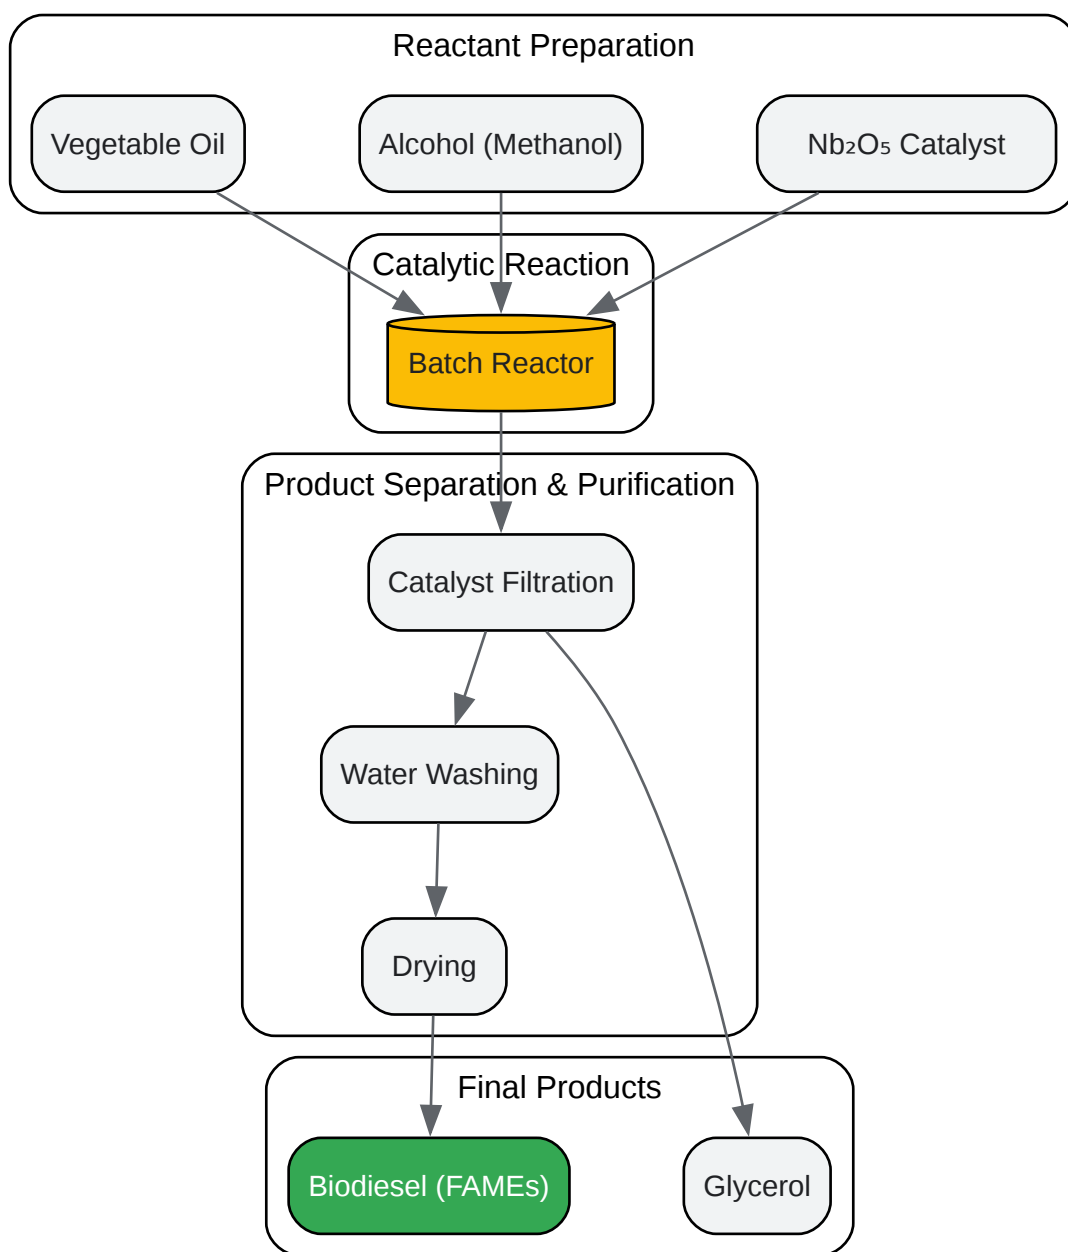 Reactant Preparation
Vegetable Oil
Alcohol (Methanol)
Nb₂O₅ Catalyst
Catalytic Reaction
Batch Reactor
Product Separation & Purification
Catalyst Filtration
Water Washing
Drying
Final Products
Biodiesel (FAMEs)
Glycerol